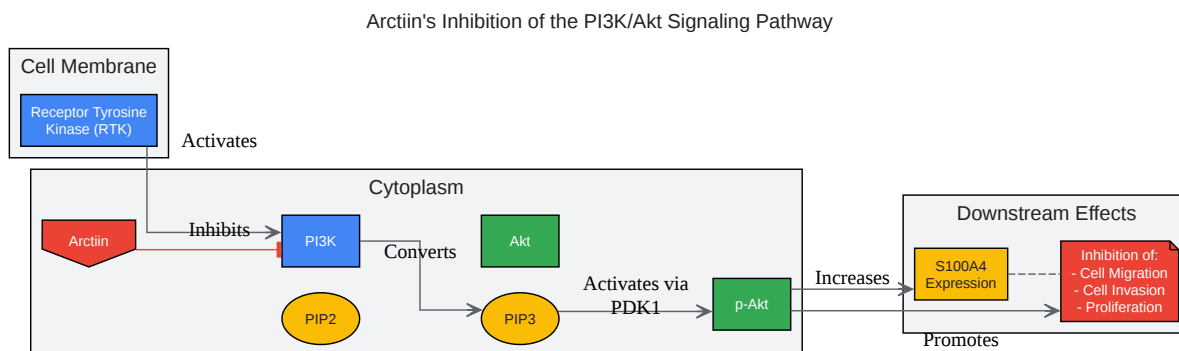 Arctiin's Inhibition of the PI3K/Akt Signaling Pathway
Cell Membrane
Receptor Tyrosine
Kinase (RTK)
Activates
Cytoplasm
Arctiin
Inhibits
PI3K
Converts
Akt
PIP2
PIP3
Activates via
PDK1
p-Akt
Increases
Promotes
Downstream Effects
S100A4
Expression
Inhibition of:
- Cell Migration
- Cell Invasion
- Proliferation